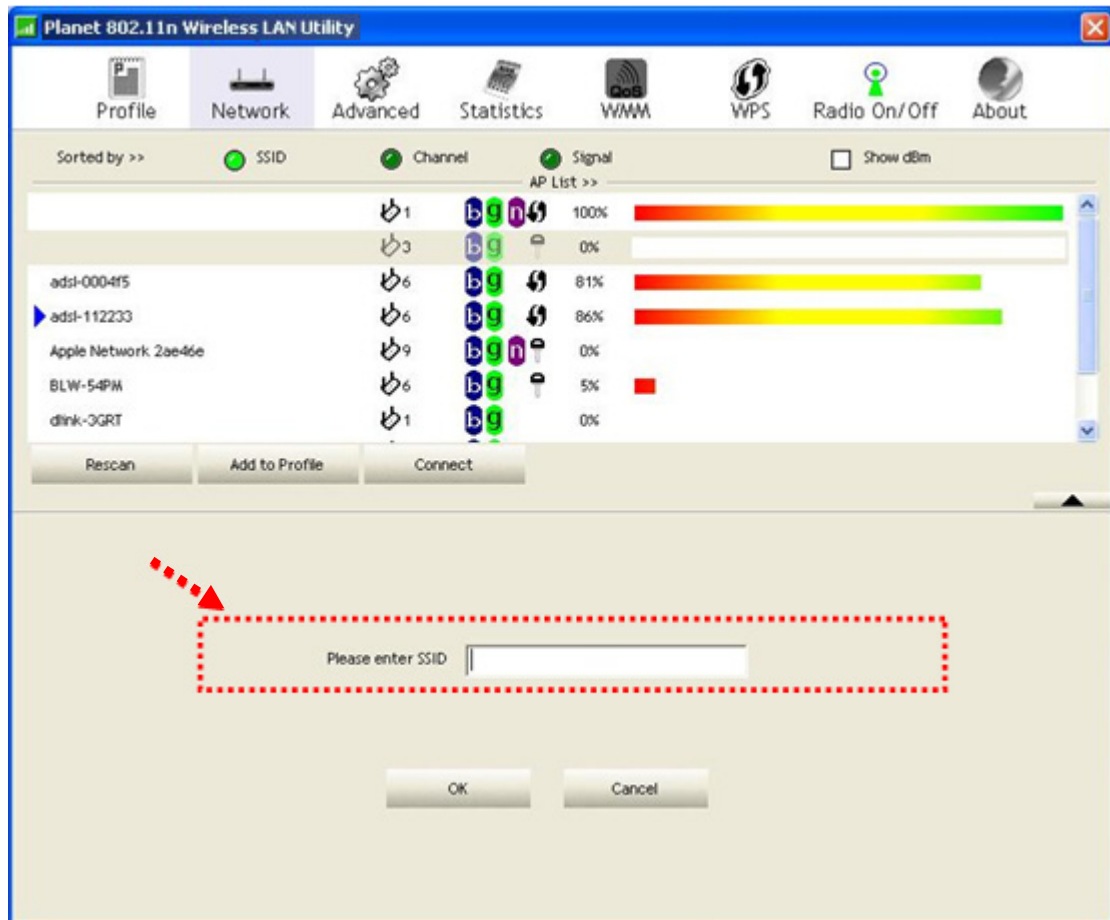 Planet 802.11n Wireless LAN Utility
Profile Network Advanced Statistics WMM WPS Radio On/Off About
Sorted by >> SSID Channel Signal Show dBm
AP List >>
1 b g n 100%
3 b g 0%
adsl-0004f5 6 b g 81%
adsl-112233 6 b g 86%
Apple Network 2ae46e 9 b g n 0%
BLW-54PM 6 b g 5%
dlink-3GRT 1 b g 0%
Rescan Add to Profile Connect
Please enter SSID
OK Cancel